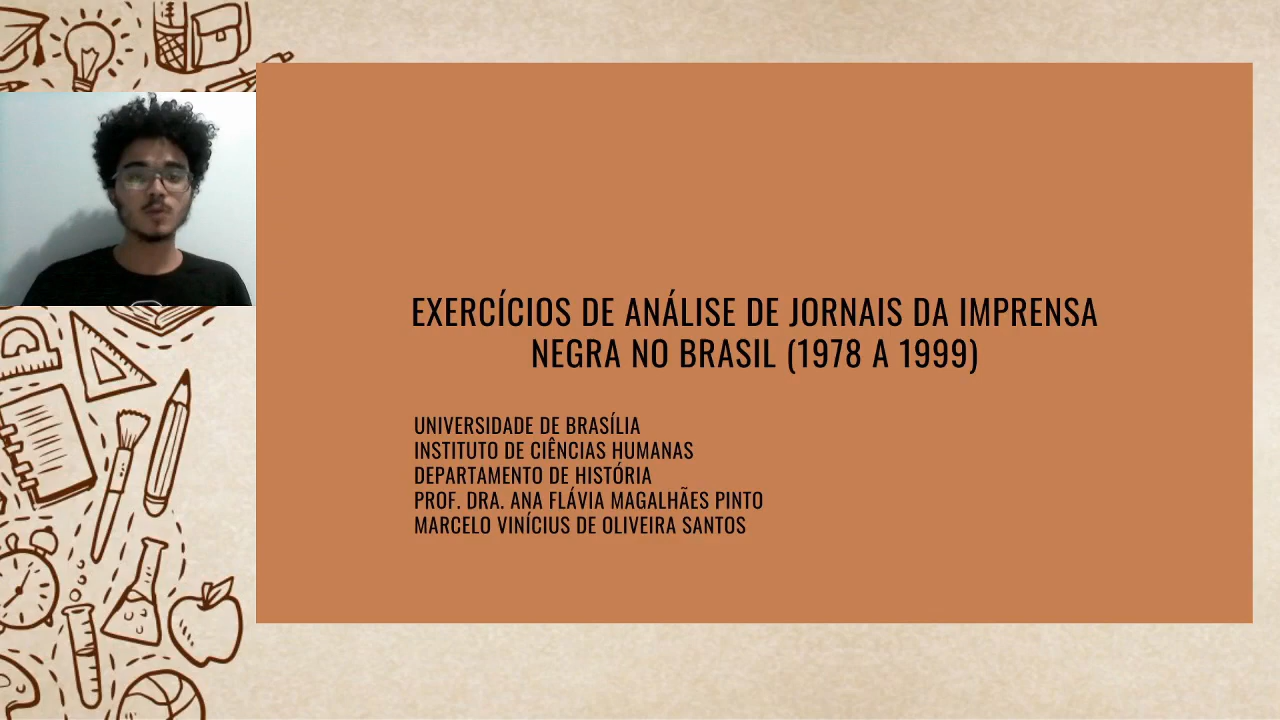 EXERCÍCIOS DE ANÁLISE DE JORNAIS DA IMPRENSA
NEGRA NO BRASIL (1978 A 1999)
UNIVERSIDADE DE BRASÍLIA
INSTITUTO DE CIÊNCIAS HUMANAS
DEPARTAMENTO DE HISTÓRIA
PROF. DRA. ANA FLÁVIA MAGALHÃES PINTO
MARCELO VINÍCIUS DE OLIVEIRA SANTOS